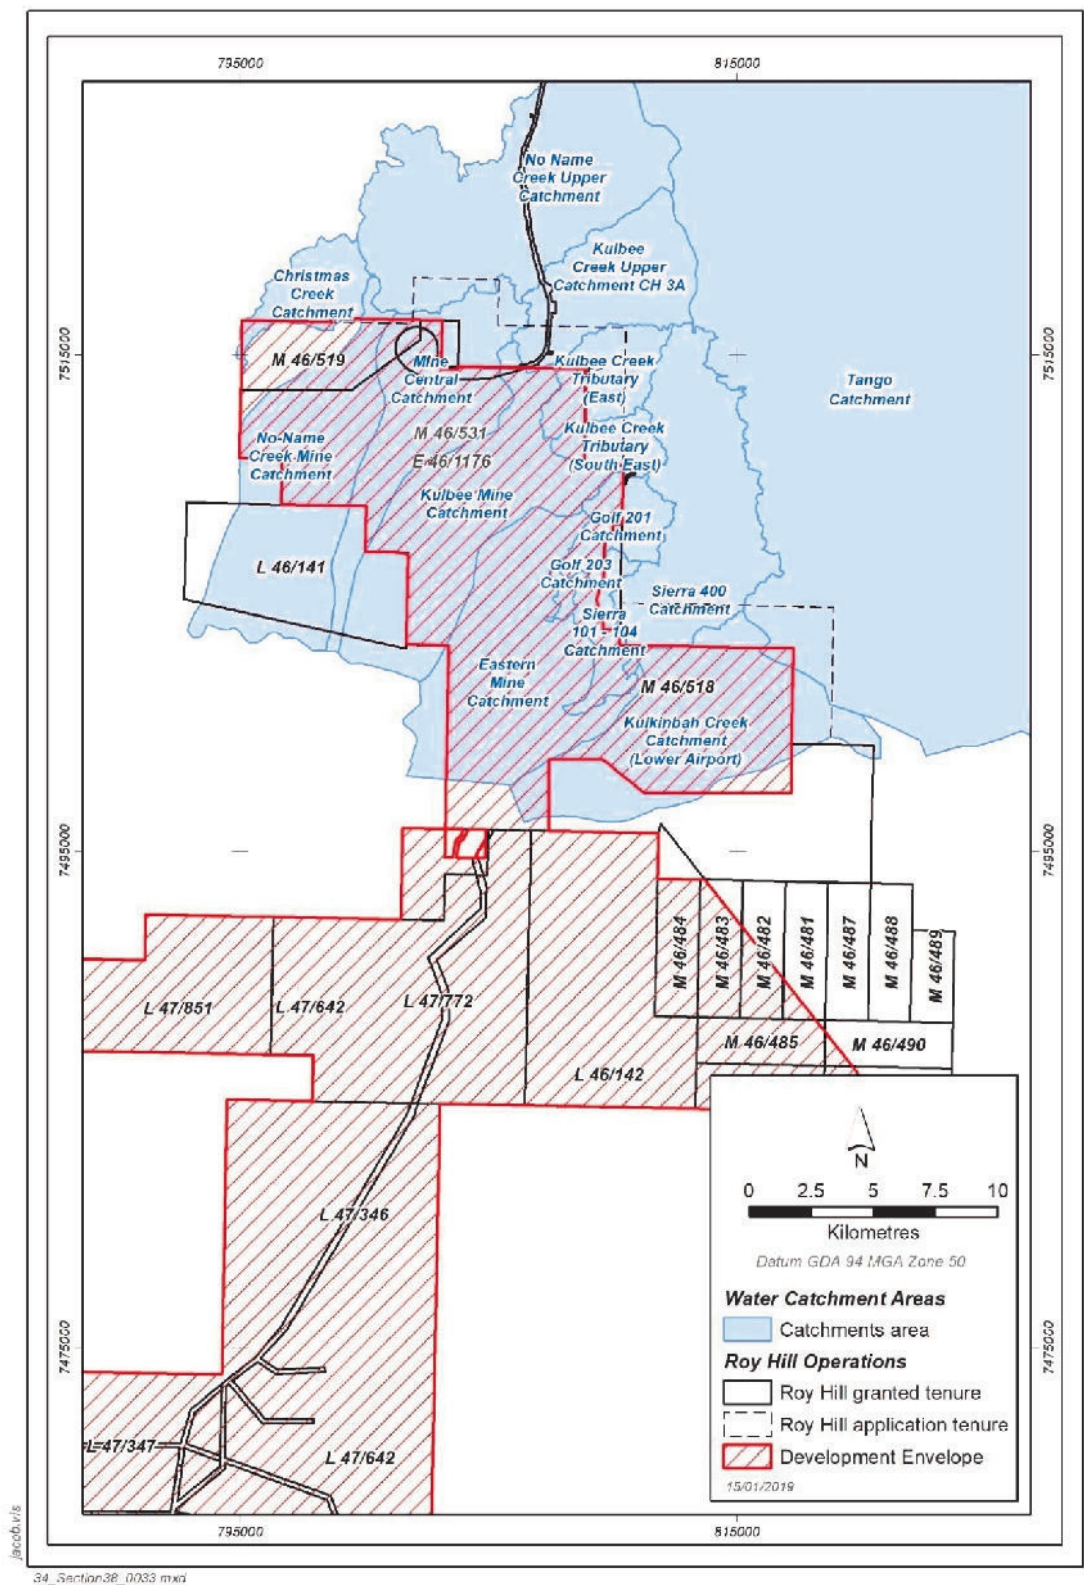 795000
815000
No Name
Creek Upper
Catchment
Kulbee
Creek Upper
Catchment CH 3A
Christmas
Creek
Catchment
7515000
7515000
M 46/519
Mine
Central
Catchment
Kulbee Creek
Tributary
(East)
Tango
Catchment
M 46/531
E 46/1176
No-Name
Creek Mine
Catchment
Kulbee Creek
Tributary
(South East)
Kulbee Mine
Catchment
Golf 201
Catchment
L 46/141
Golf 203
Catchment
Sierra 400
Catchment
Sierra
101 - 104
Catchment
Eastern
Mine
Catchment
M 46/518
Kulkinbah Creek
Catchment
(Lower Airport)
7495000
7495000
M 46/484
M 46/483
M 46/482
M 46/481
M 46/487
M 46/488
M 46/489
L 47/851
L 47/642
L 47/772
M 46/485
M 46/490
L 46/142
N
0 2.5 5 7.5 10
Kilometres
Datum GDA 94 MGA Zone 50
Water Catchment Areas
Catchments area
Roy Hill Operations
Roy Hill granted tenure
Roy Hill application tenure
Development Envelope
15/01/2019
L 47/346
7475000
7475000
L 47/347
L 47/642
795000
815000
jacob.vis
34_Section38_0033.mxd